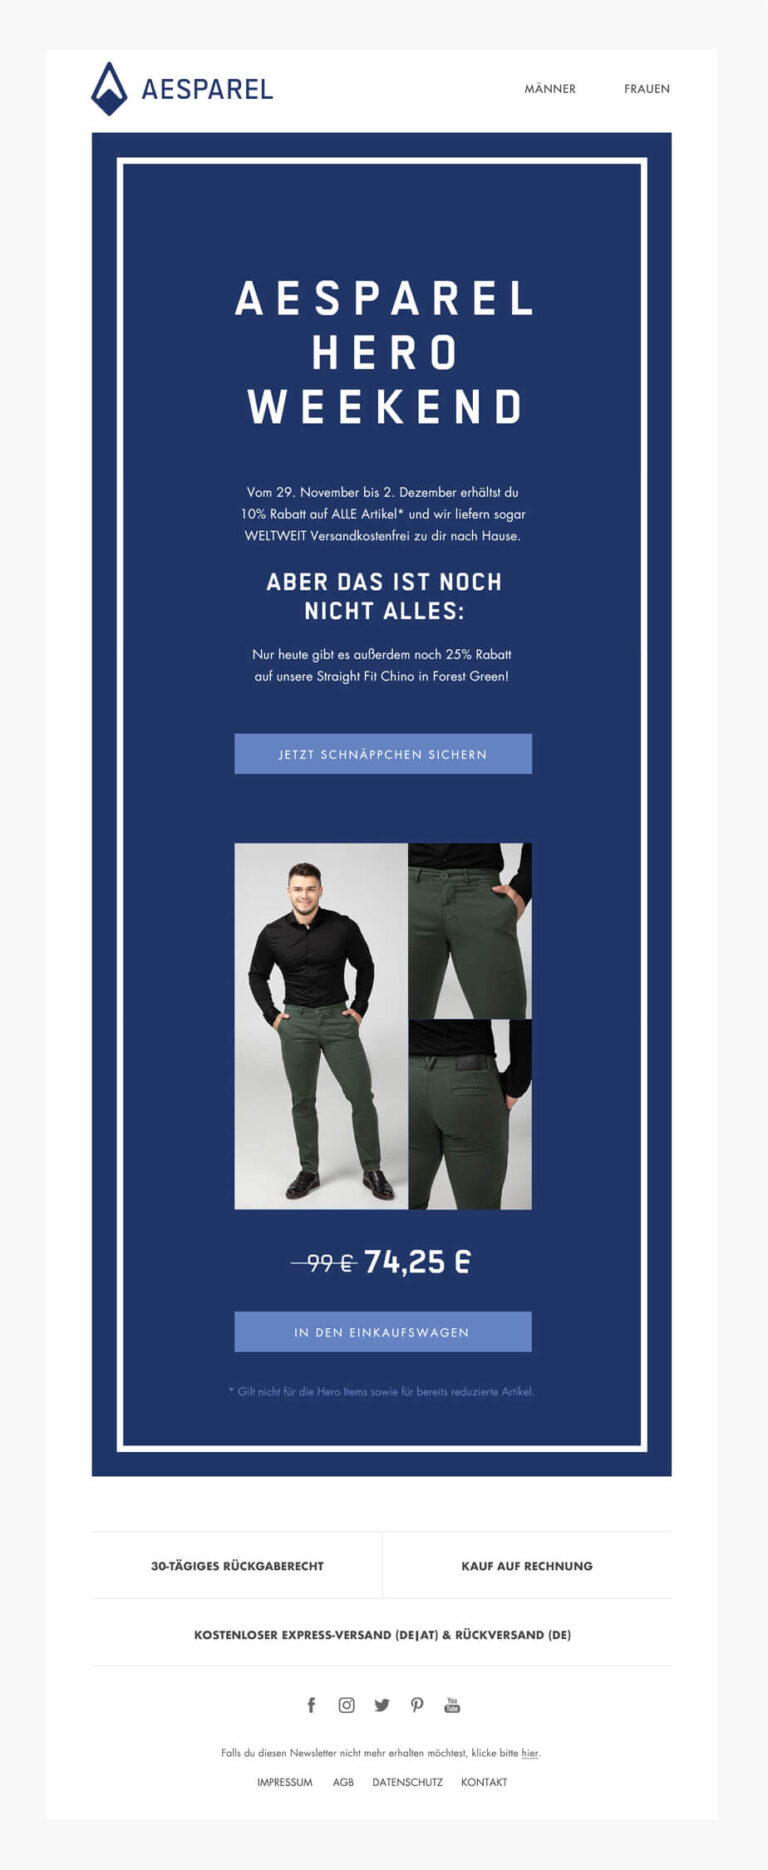 AESPAREL
MÄNNER FRAUEN
AESPAREL
HERO
WEEKEND
Vom 29. November bis 2. Dezember erhältst du
10% Rabatt auf ALLE Artikel* und wir liefern sogar
WELTWEIT Versandkostenfrei zu dir nach Hause.
ABER DAS IST NOCH
NICHT ALLES:
Nur heute gibt es außerdem noch 25% Rabatt
auf unsere Straight Fit Chino in Forest Green!
JETZT SCHNÄPPCHEN SICHERN
99 € 74,25 €
IN DEN EINKAUFSWAGEN
* Gilt nicht für die Hero Items sowie für bereits reduzierte Artikel.
30-TÄGIGES RÜCKGABERECHT
KAUF AUF RECHNUNG
KOSTENLOSER EXPRESS-VERSAND (DE|AT) & RÜCKVERSAND (DE)
You
Tube
Falls du diesen Newsletter nicht mehr erhalten möchtest, klicke bitte hier.
IMPRESSUM AGB DATENSCHUTZ KONTAKT